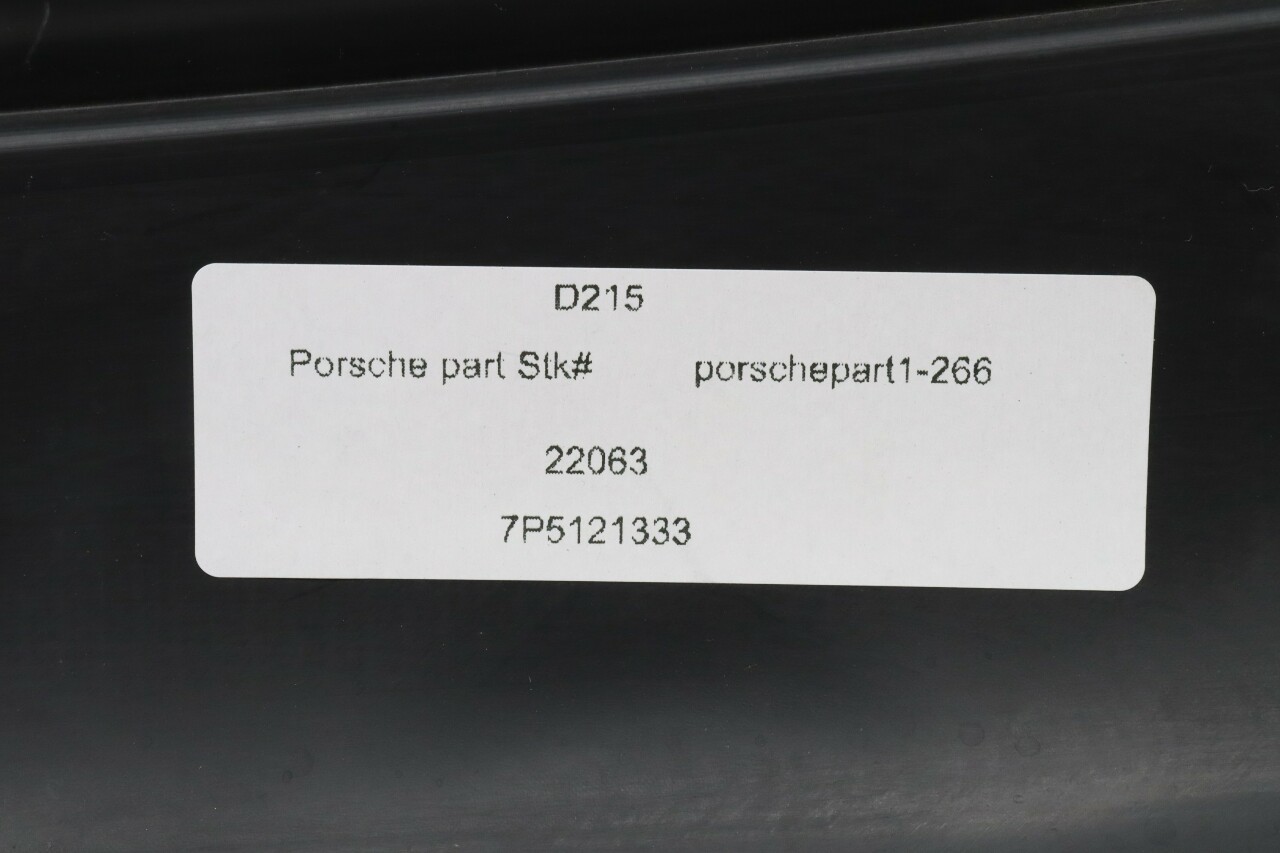 D215
Porsche part Stk# porschepart1-266
22063
7P5121333